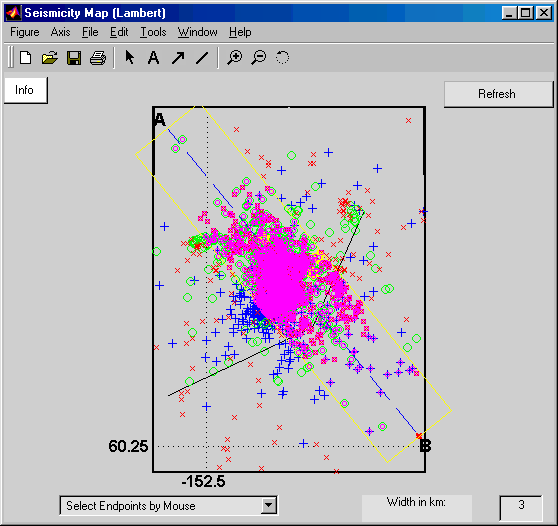 Seismicity Map (Lambert)
Figure Axis File Edit Tools Window Help
A
Info
Refresh
A
60.25
B
-152.5
Select Endpoints by Mouse
Width in km:
3